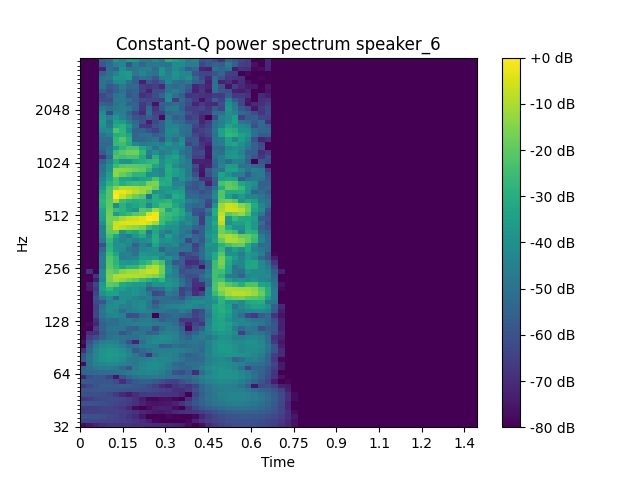 Constant-Q power spectrum speaker_6
Hz
2048
1024
512
256
128
64
32
0 0.15 0.3 0.45 0.6 0.75 0.9 1.1 1.2 1.4
Time
+0 dB
-10 dB
-20 dB
-30 dB
-40 dB
-50 dB
-60 dB
-70 dB
-80 dB